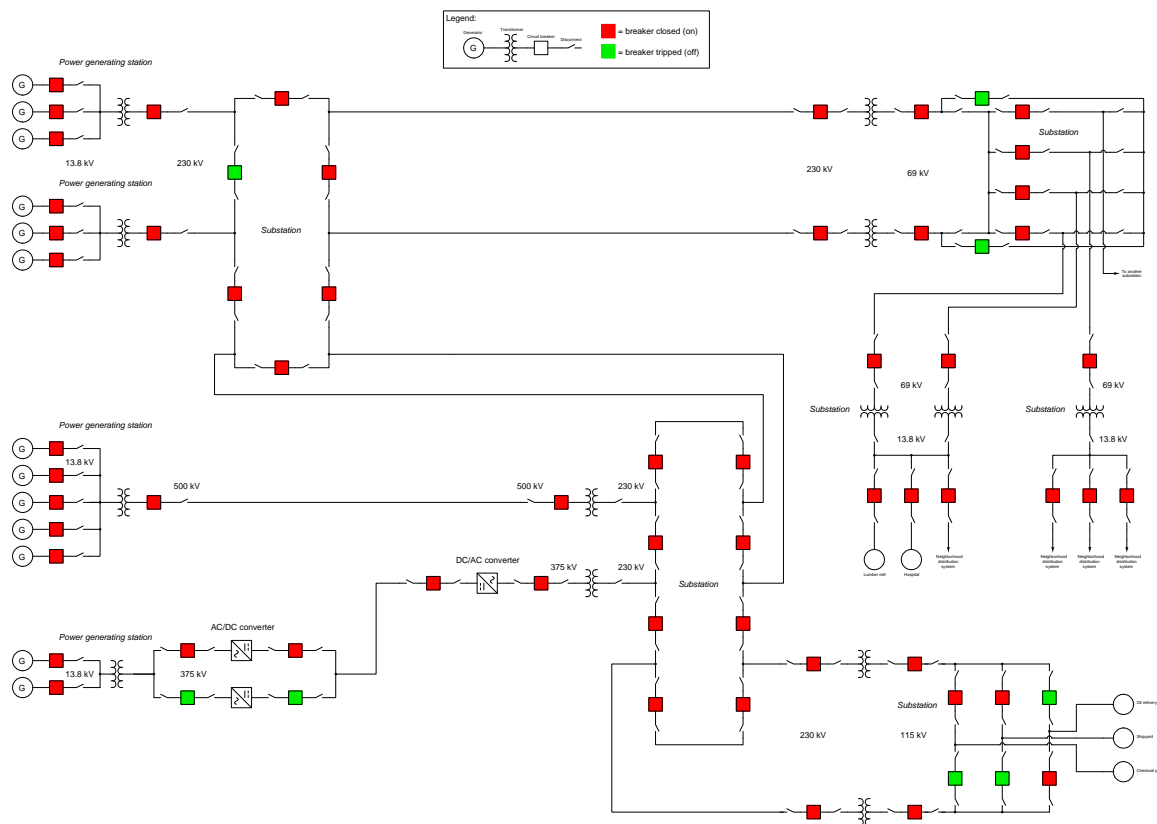 Legend:
Generator
Transformer
Circuit breaker
Disconnect
G
= breaker closed (on)
= breaker tripped (off)
Power generating station
G
G
G
13.8 kV
230 kV
230 kV
69 kV
Substation
Power generating station
G
G
G
Substation
To another
substation
69 kV
69 kV
Substation
Substation
13.8 kV
13.8 kV
Power generating station
G
13.8 kV
G
G
G
G
500 kV
500 kV
230 kV
Lumber mill
Hospital
Neighborhood
distribution
system
Neighborhood
distribution
system
Neighborhood
distribution
system
Neighborhood
distribution
system
DC/AC converter
375 kV
230 kV
Substation
Power generating station
AC/DC converter
G
G
13.8 kV
375 kV
Substation
230 kV
115 kV
Oil refinery
Shipyard
Chemical p